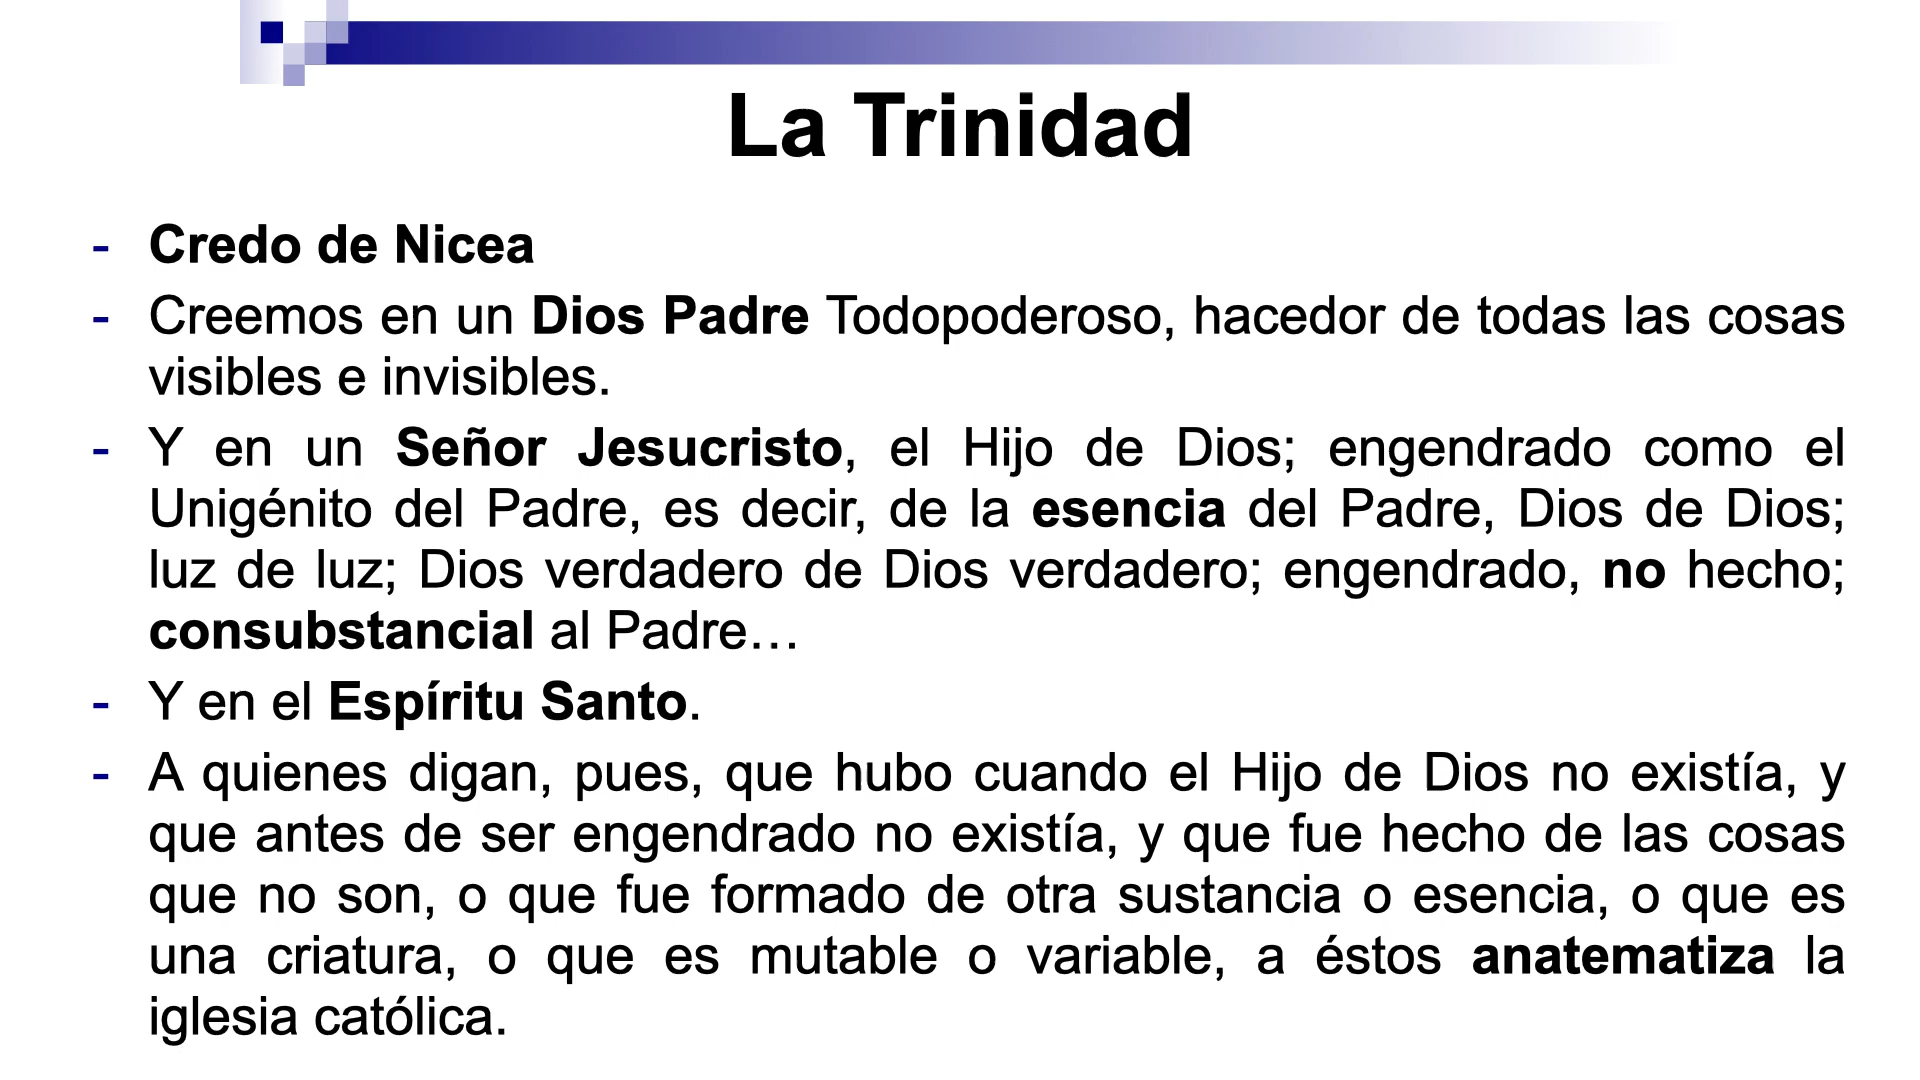 La Trinidad
- Credo de Nicea
- Creemos en un Dios Padre Todopoderoso, hacedor de todas las cosas
visibles e invisibles.
- Y en un Señor Jesucristo, el Hijo de Dios; engendrado como el
Unigénito del Padre, es decir, de la esencia del Padre, Dios de Dios;
luz de luz; Dios verdadero de Dios verdadero; engendrado, no hecho;
consubstancial al Padre…
- Y en el Espíritu Santo.
- A quienes digan, pues, que hubo cuando el Hijo de Dios no existía, y
que antes de ser engendrado no existía, y que fue hecho de las cosas
que no son, o que fue formado de otra sustancia o esencia, o que es
una criatura, o que es mutable o variable, a éstos anatematiza la
iglesia católica.